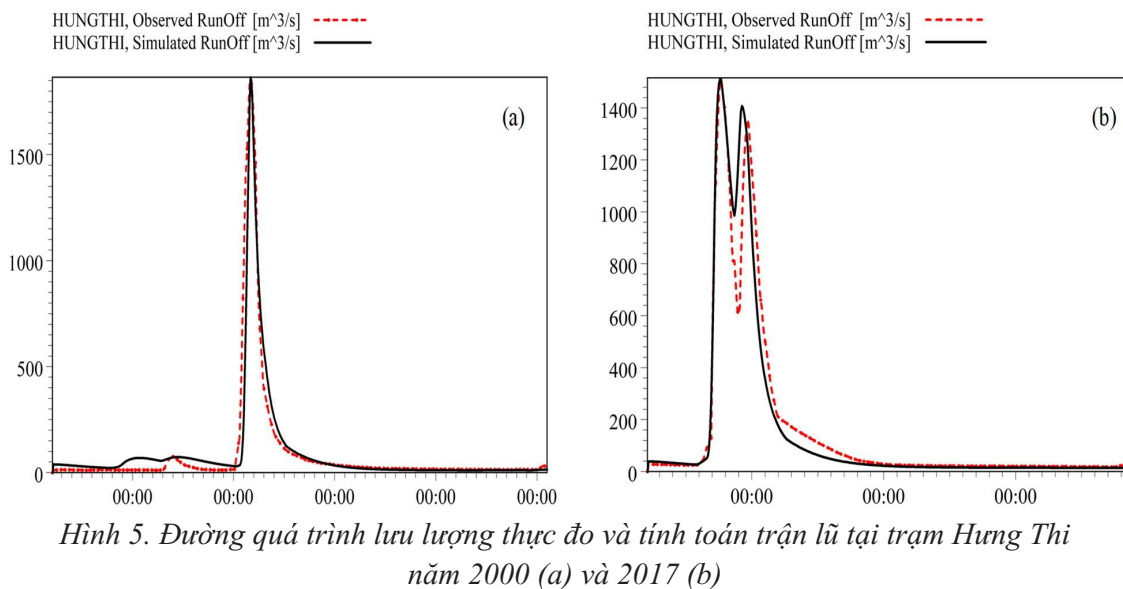 HUNGTHI, Observed RunOff [m^3/s]
HUNGTHI, Simulated RunOff [m^3/s]
(a)
1500
1000
500
0
00:00 00:00 00:00 00:00 00:00
HUNGTHI, Observed RunOff [m^3/s]
HUNGTHI, Simulated RunOff [m^3/s]
(b)
1400
1200
1000
800
600
400
200
0
00:00 00:00 00:00
Hình 5. Đường quá trình lưu lượng thực đo và tính toán trận lũ tại trạm Hưng Thi
năm 2000 (a) và 2017 (b)